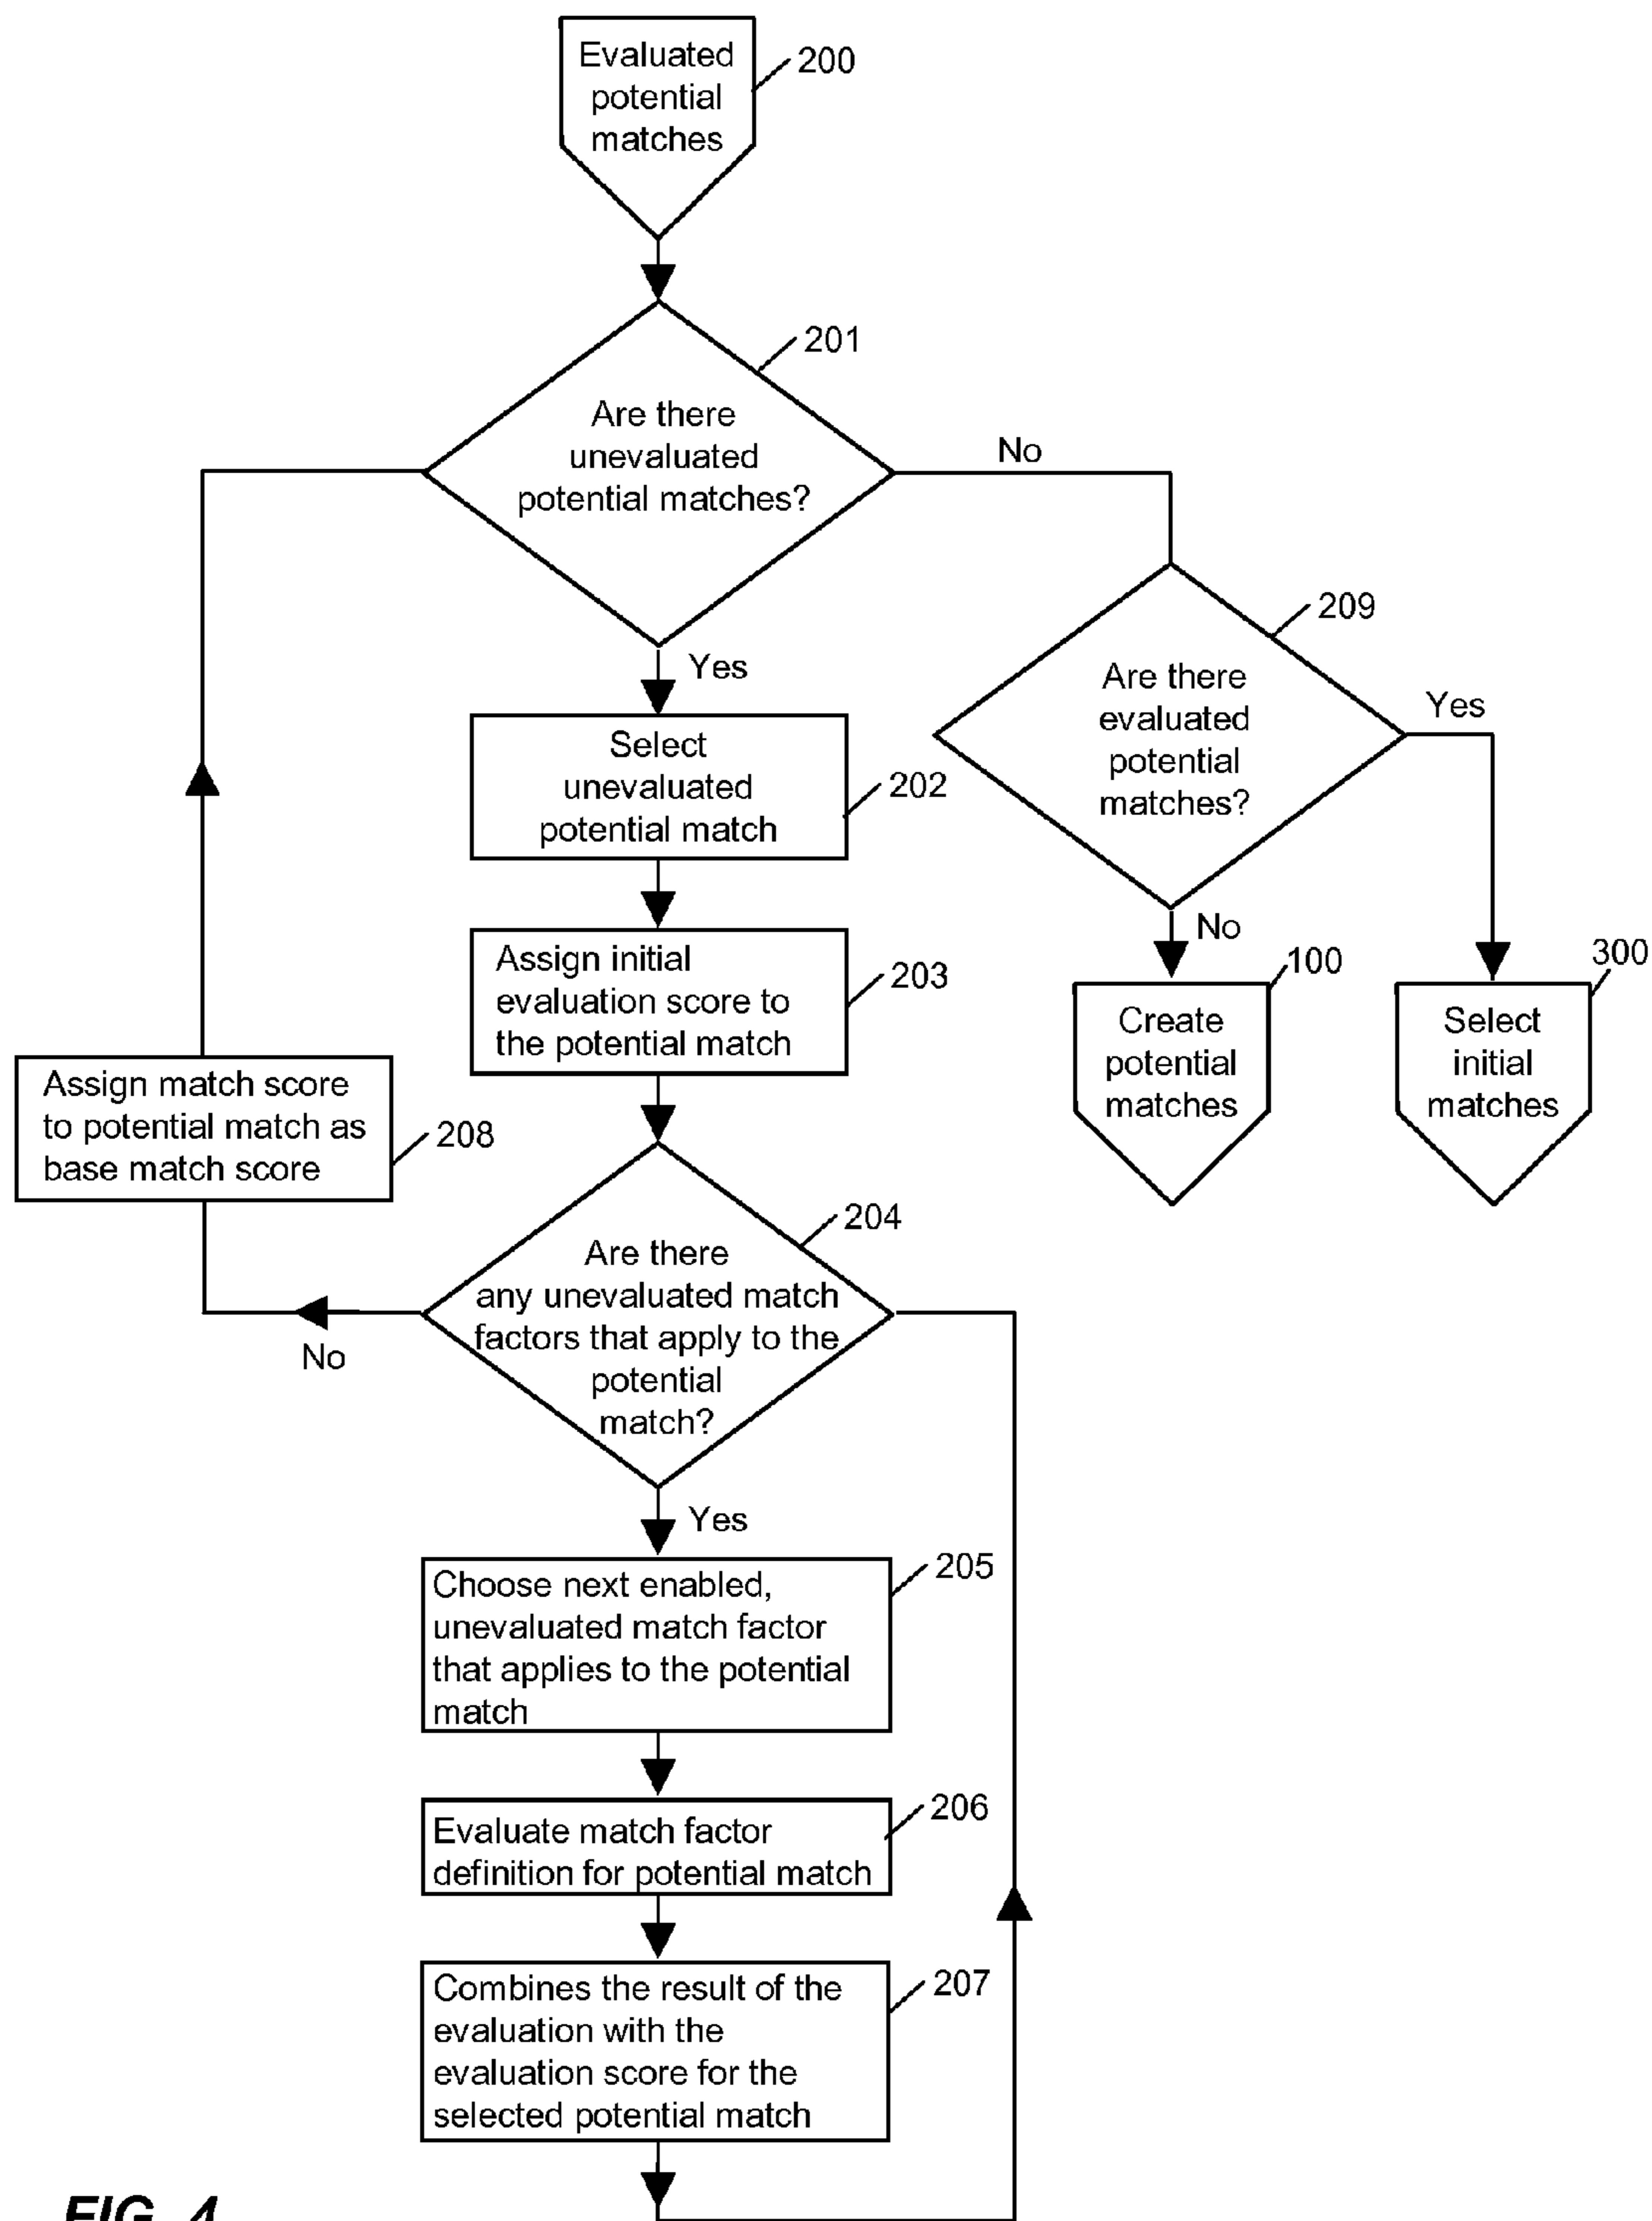 Evaluated
potential
matches
200
201
Are there
unevaluated
potential matches?
No
Yes
209
Are there
evaluated
potential
matches?
Yes
No
Select
unevaluated
potential match
202
Assign initial
evaluation score to
the potential match
203
100
Create
potential
matches
300
Select
initial
matches
Assign match score
to potential match as
base match score
208
204
Are there
any unevaluated match
factors that apply to the
potential
match?
No
Yes
205
Choose next enabled,
unevaluated match factor
that applies to the potential
match
206
Evaluate match factor
definition for potential match
207
Combines the result of the
evaluation with the
evaluation score for the
selected potential match
FIG. 4